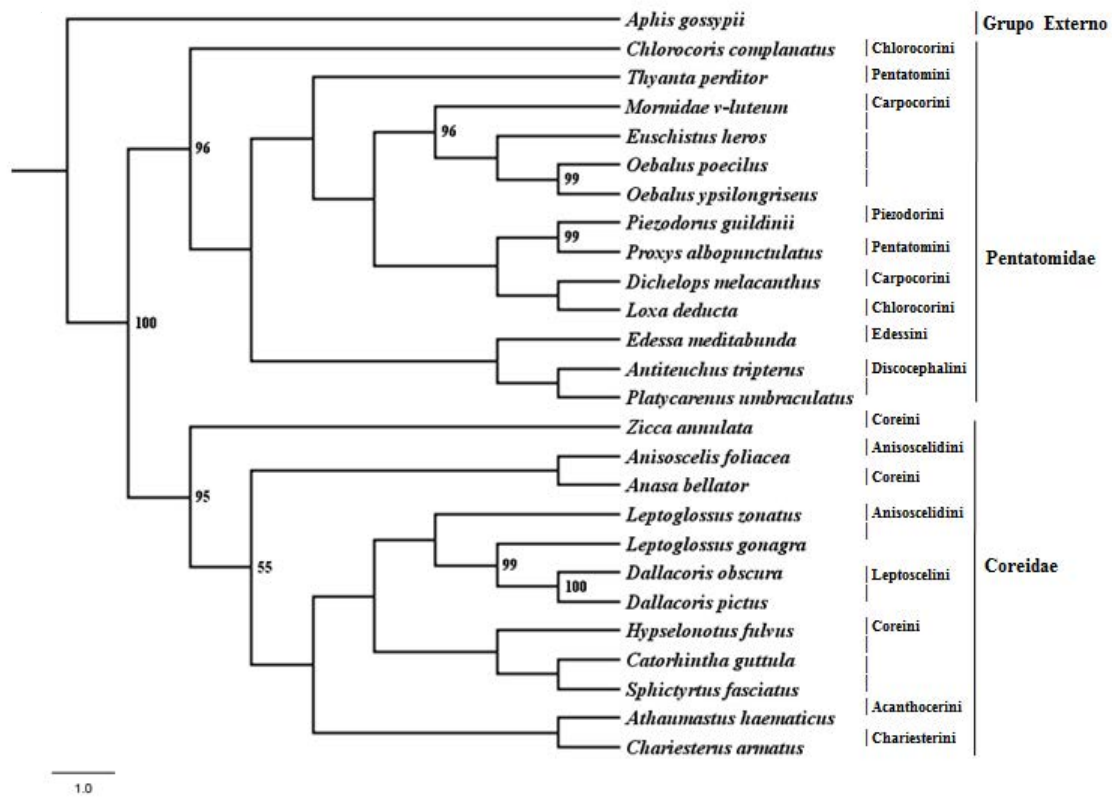 Aphis gossypii Grupo Externo
Chlorocoris complanatus Chlorocorini
Thyanta perditor Pentatomini
Mormidae v-luteum Carpocorini
96
Euschistus heros
96
Oebalus poecilus
99
Oebalus ypsilongriseus
Piezodorus guildinii Piezodorini
99
Proxys albopunctulatus Pentatomini
Pentatomidae
Dichelops melacanthus Carpocorini
Loxa deducta Chlorocorini
100
Edessa meditabunda Edessini
Antiteuchus tripterus Discocephalini
Platycarenus umbraculatus
Zicca annulata Coreini
Anisoscelis foliacea Anisoscelidini
Anasa bellator Coreini
95
Leptoglossus zonatus Anisoscelidini
Leptoglossus gonagra
99
55
Coreidae
Dallacoris obscura Leptoscelini
100
Dallacoris pictus
Hypselonotus fulvus Coreini
Catorhintha guttula
Sphictyrtus fasciatus
Athaumastus haematicus Acanthocerini
Chariesterus armatus Chariesterini
1.0